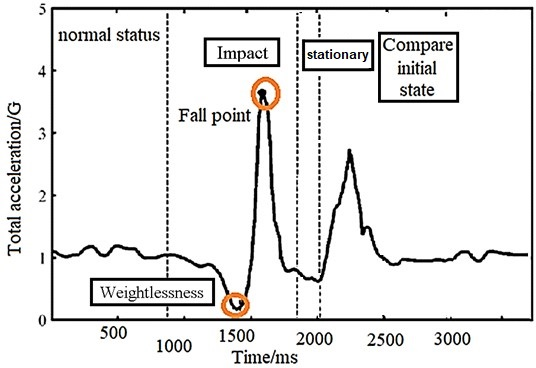 5
normal status
Impact
stationary
Compare
initial
state
4
Fall point
3
Total acceleration/G
2
1
Weightlessness
0
500
1000
1500
2000
2500
3000
Time/ms